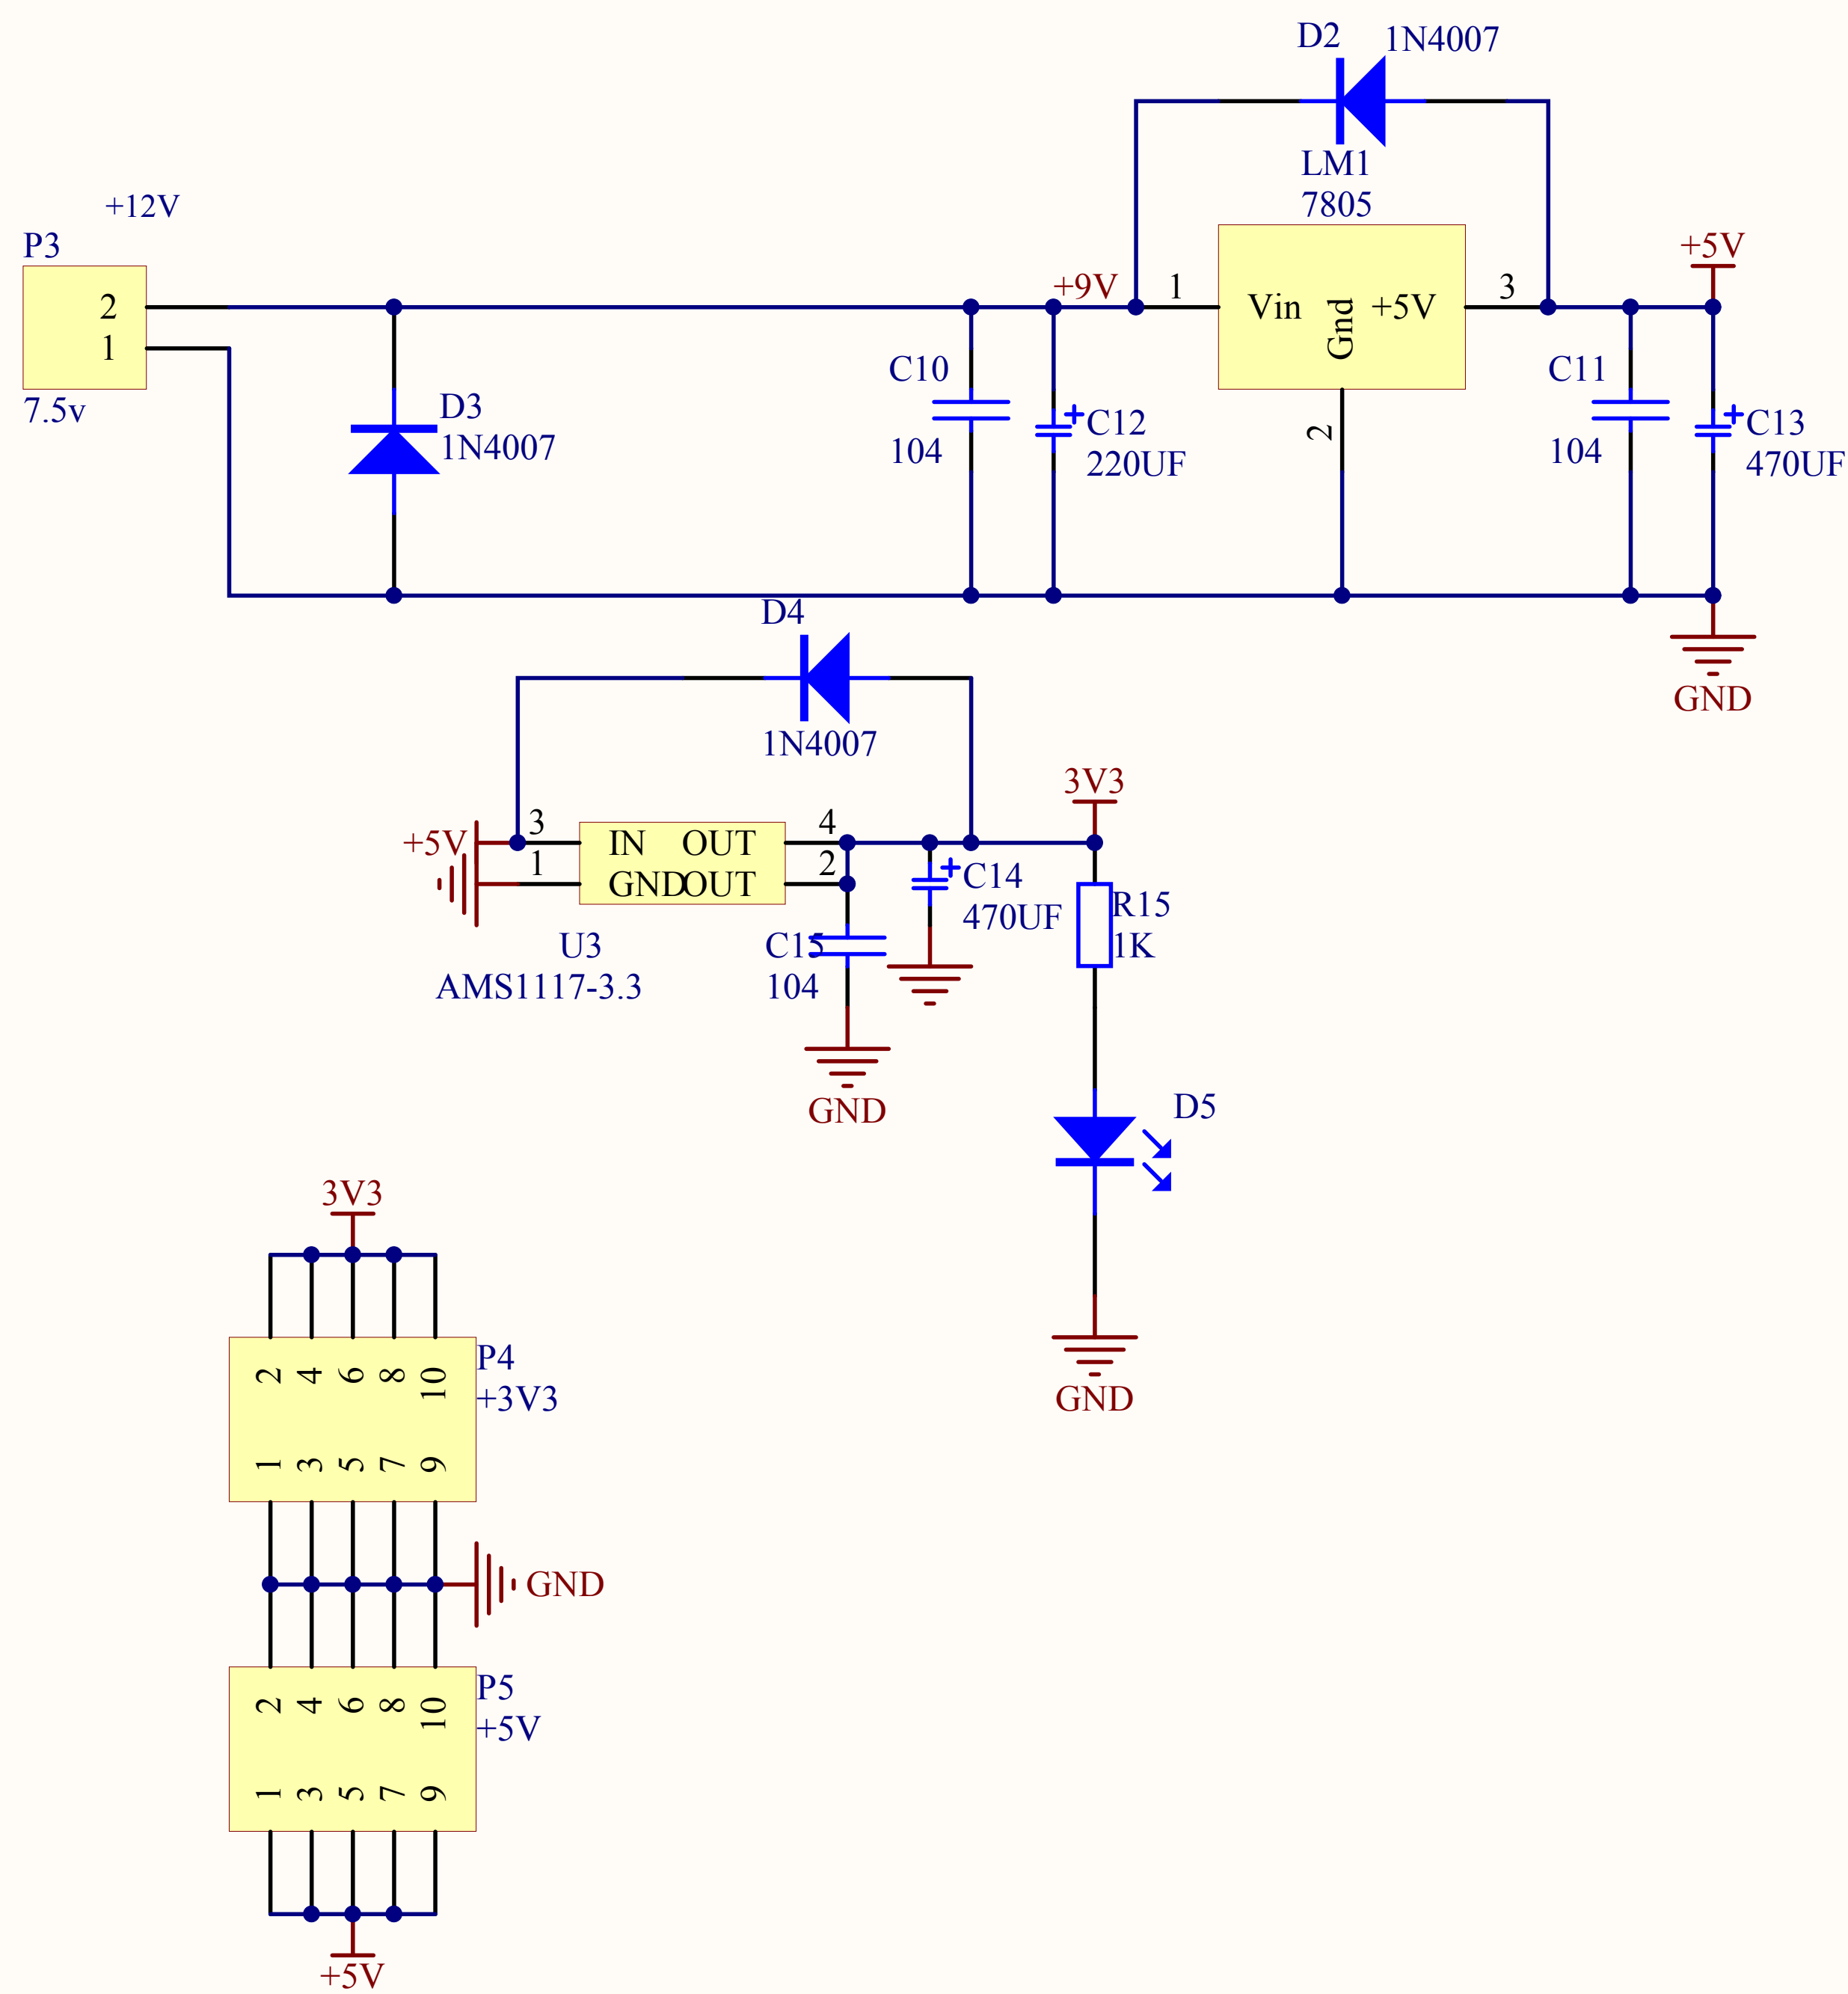 D2
1N4007
LM1
7805
+12V
P3
2
1
7.5v
+9V
1
Vin
Gnd
+5V
3
2
+5V
D3
1N4007
C10
104
C12
220UF
C11
104
C13
470UF
GND
D4
1N4007
3V3
+5V
3
1
IN
OUT
GND
OUT
4
2
U3
AMS1117-3.3
C15
104
C14
470UF
R15
1K
GND
D5
GND
3V3
2
4
6
8
10
1
3
5
7
9
P4
+3V3
GND
2
4
6
8
10
1
3
5
7
9
P5
+5V
+5V